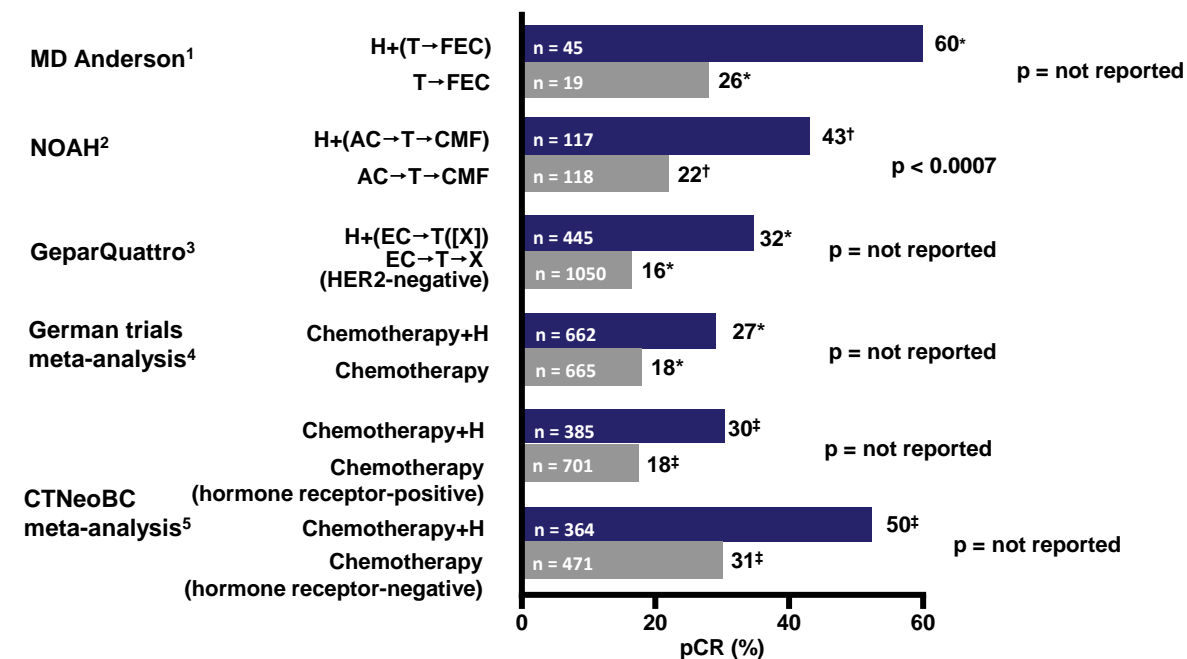 MD Anderson¹
H+(T→FEC)
n = 45
60*
T→FEC
n = 19
26*
p = not reported
NOAH²
H+(AC→T→CMF)
n = 117
43†
AC→T→CMF
n = 118
22†
p < 0.0007
GeparQuattro³
H+(EC→T([X])
n = 445
32*
EC→T→X
(HER2-negative)
n = 1050
16*
p = not reported
German trials
meta-analysis⁴
Chemotherapy+H
n = 662
27*
Chemotherapy
n = 665
18*
p = not reported
CTNeoBC
meta-analysis⁵
Chemotherapy+H
n = 385
30‡
Chemotherapy
(hormone receptor-positive)
n = 701
18‡
p = not reported
Chemotherapy+H
n = 364
50‡
Chemotherapy
(hormone receptor-negative)
n = 471
31‡
p = not reported
0 20 40 60
pCR (%)